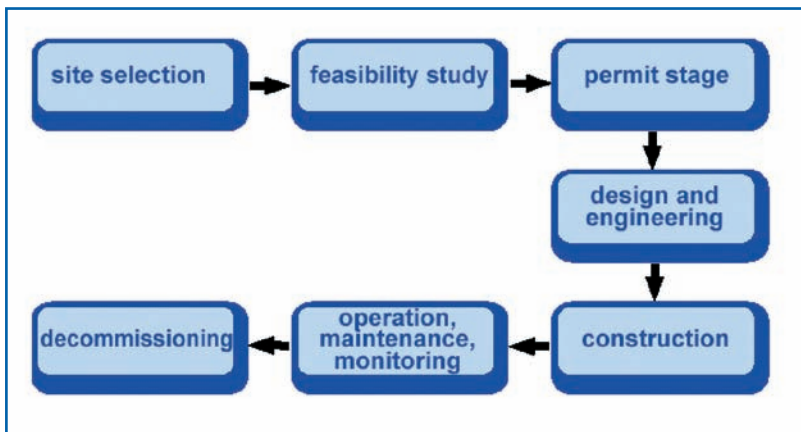 site selection
feasibility study
permit stage
design and
engineering
construction
operation,
maintenance,
monitoring
decommissioning